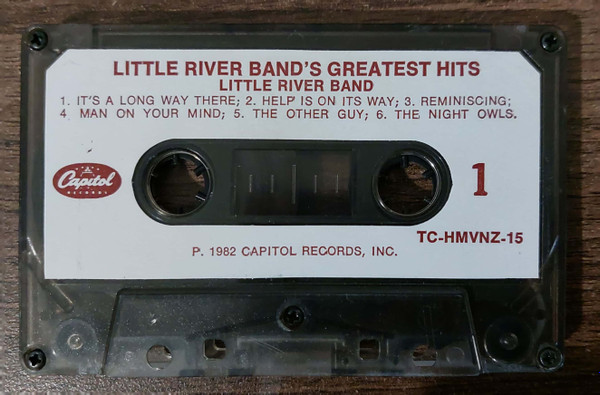 LITTLE RIVER BAND'S GREATEST HITS
LITTLE RIVER BAND
1. IT'S A LONG WAY THERE; 2. HELP IS ON ITS WAY; 3. REMINISCING;
4 MAN ON YOUR MIND; 5. THE OTHER GUY; 6. THE NIGHT OWLS.
Capitol
RECORDS
1
TC-HMVNZ-15
P. 1982 CAPITOL RECORDS, INC.